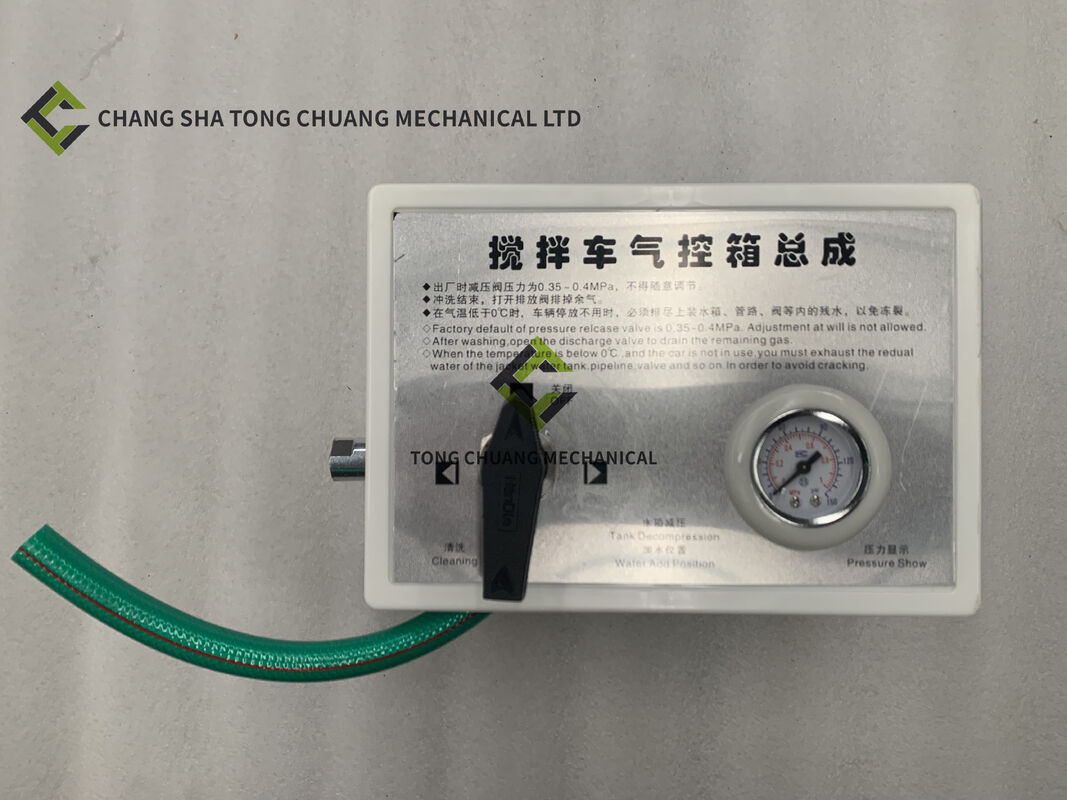 CHANG SHA TONG CHUANG MECHANICAL LTD
搅拌车气控箱总成
◆出厂时减压阀压力为0.35-0.4MPa，不得随意调节。
◆冲洗结束，打开排放阀排掉余气。
◆在气温低于0℃时，车辆停放不用时，必须排尽上装水箱、管路、阀等内的残水，以免冻裂。
◇Factory default of pressure relcase valve is 0.35-0.4MPa. Adjustment at will is not allowed.
◇After washing,open the discharge valve to drain the remaining gas.
◇When the temperature is below 0℃,and the car is not in use,you must exhaust the redual
water of the jacket water tank,pipeline,valve and so on.In order to avoid cracking.
关闭
OFF
TONG CHUANG MECHANICAL
HanDle
清洗
Cleaning
水箱减压
Tank Decompression
加水位置
Water Add Position
压力显示
Pressure Show